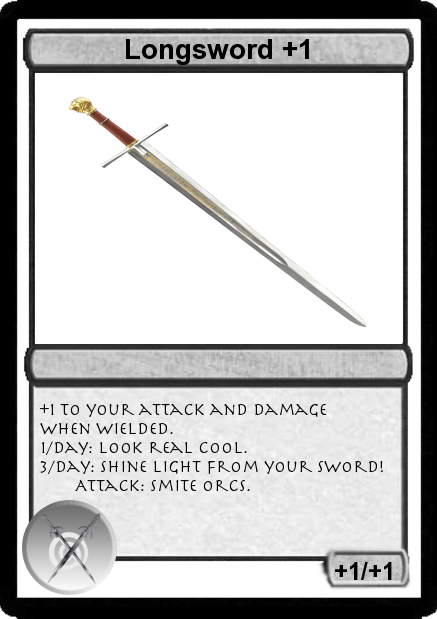 Longsword +1
+1 to your attack and damage
when wielded.
1/Day: Look real cool.
3/Day: Shine light from your sword!
Attack: Smite orcs.
+1/+1